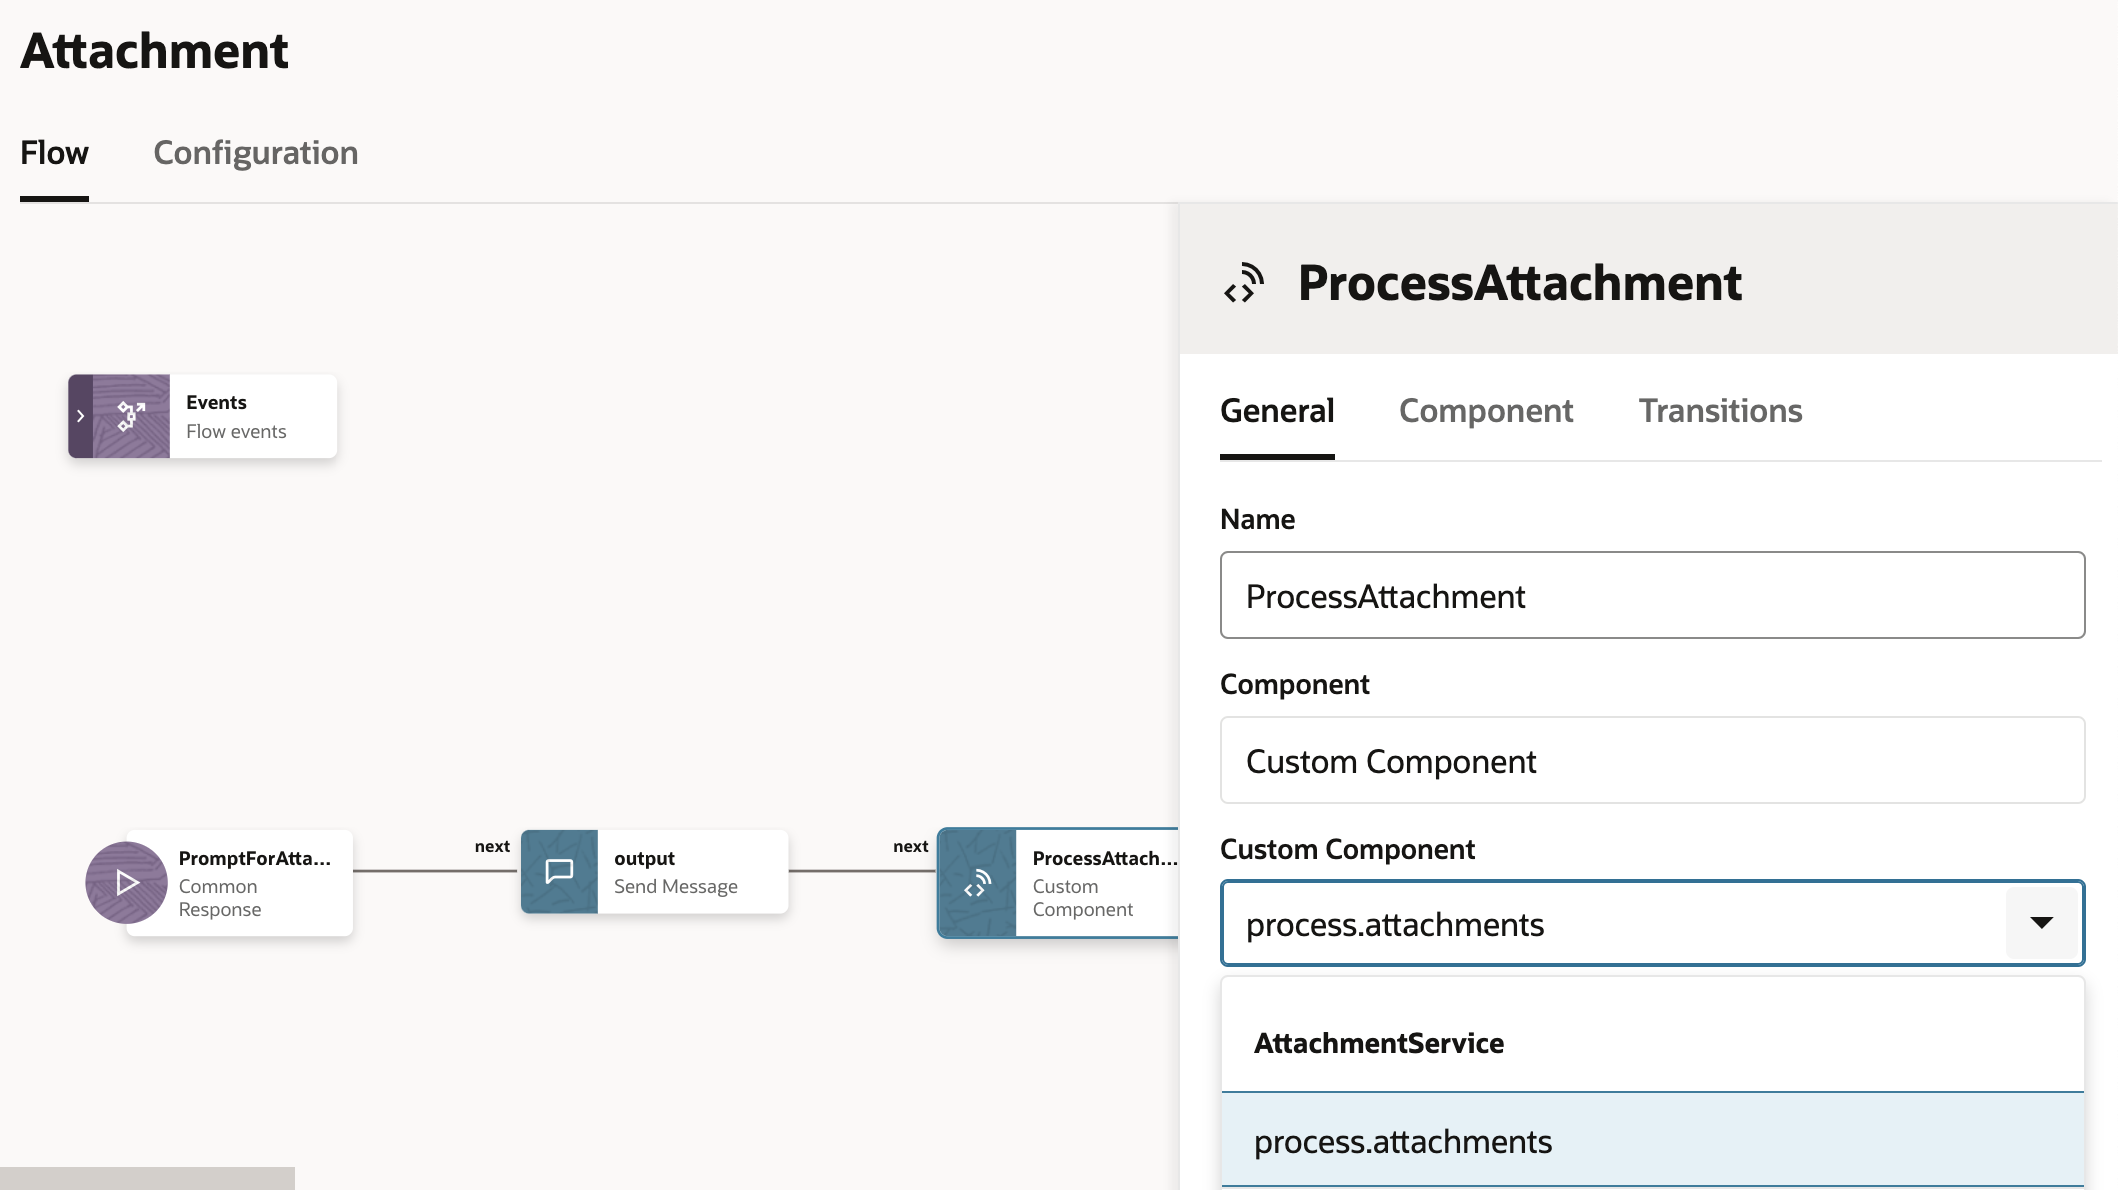 Attachment
Flow
Configuration
Events
Flow events
PromptForAtta...
Common
Response
next
output
Send Message
next
ProcessAttach...
Custom
Component
ProcessAttachment
General
Component
Transitions
Name
ProcessAttachment
Component
Custom Component
Custom Component
process.attachments
AttachmentService
process.attachments